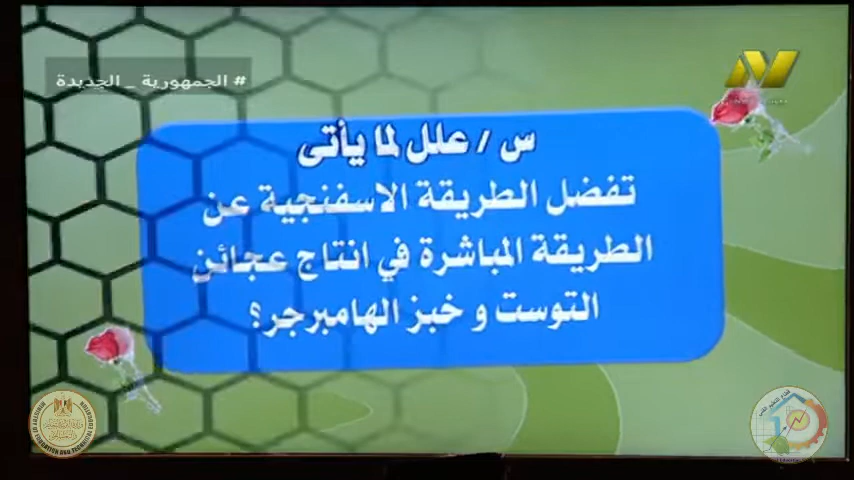 # الجمهورية _ الجديدة
س / علل لما يأتى
تفضل الطريقة الاسفنجية عن
الطريقة المباشرة في انتاج عجائن
التوست و خبز الهامبرجر؟